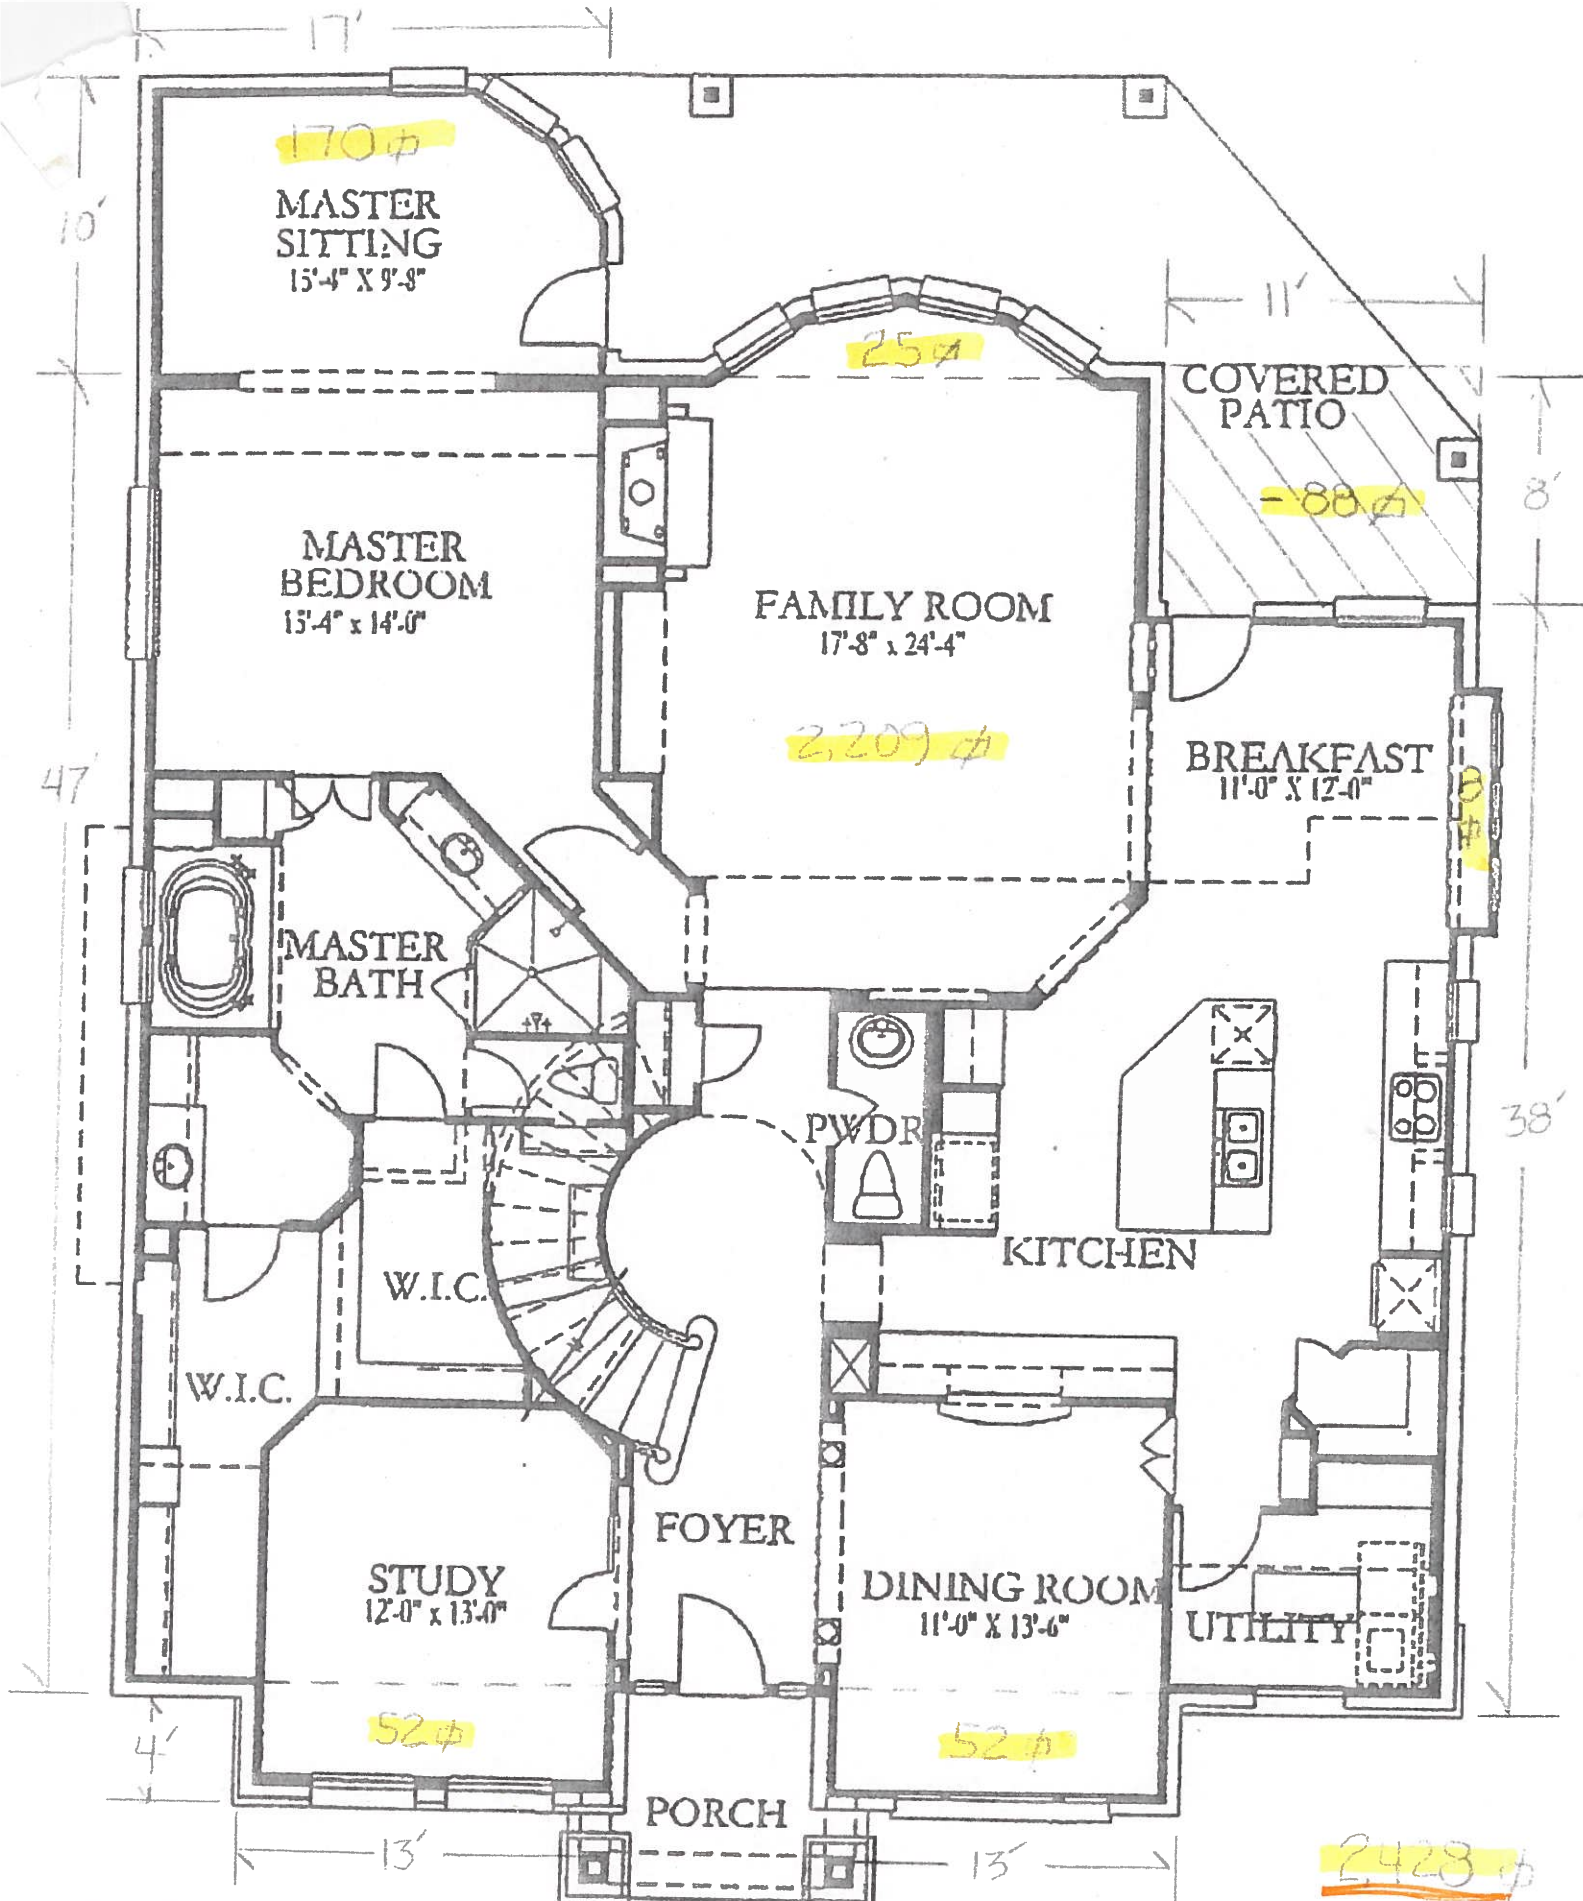 17'
170 ⌀
MASTER
SITTING
15'-4" X 9'-8"
10'
11'
25 ⌀
COVERED
PATIO
- 88 ⌀
8'
MASTER
BEDROOM
15'-4" x 14'-0"
FAMILY ROOM
17'-8" x 24'-4"
2,209 ⌀
BREAKFAST
11'-0" X 12'-0"
8 ⌀
47'
MASTER
BATH
PWDR
38'
KITCHEN
W.I.C.
W.I.C.
FOYER
STUDY
12'-0" x 13'-0"
DINING ROOM
11'-0" X 13'-6"
UTILITY
52 ⌀
52 ⌀
4'
PORCH
13'
13'
2,428 ⌀